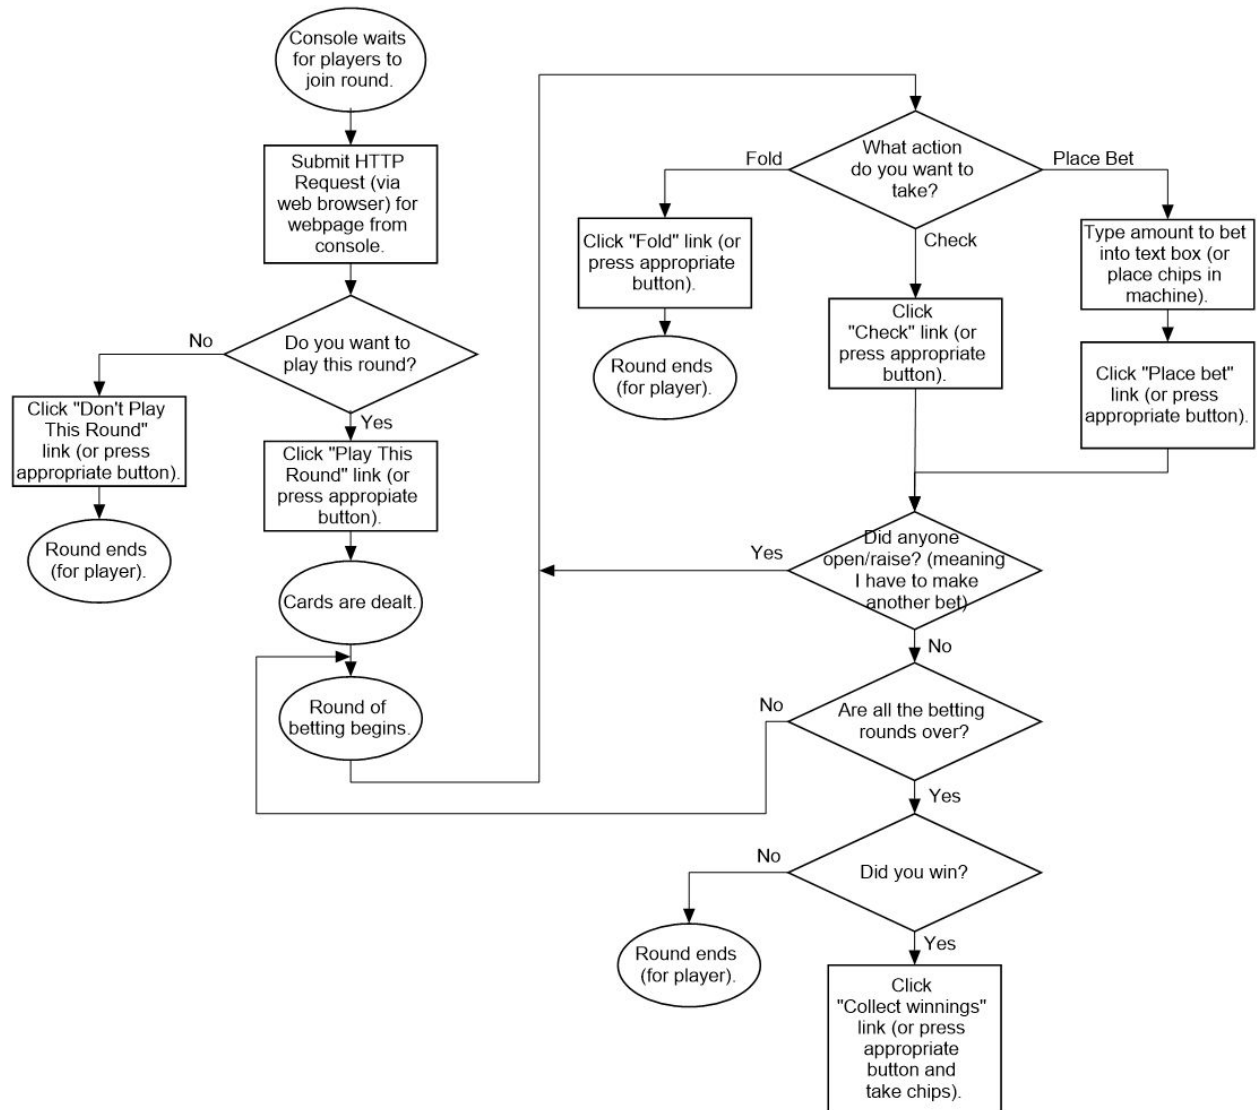 Console waits
for players to
join round.
Submit HTTP
Request (via
web browser) for
webpage from
console.
Do you want to
play this round?
No
Click "Don't Play
This Round"
link (or press
appropriate button).
Round ends
(for player).
Yes
Click "Play This
Round" link (or
press appropiate
button).
Cards are dealt.
Round of
betting begins.
What action
do you want to
take?
Fold
Click "Fold" link (or
press appropriate
button).
Round ends
(for player).
Check
Click
"Check" link (or
press appropriate
button).
Place Bet
Type amount to bet
into text box (or
place chips in
machine).
Click "Place bet"
link (or press
appropriate button).
Did anyone
open/raise? (meaning
I have to make
another bet)
Yes
No
Are all the betting
rounds over?
No
Yes
Did you win?
No
Round ends
(for player).
Yes
Click
"Collect winnings"
link (or press
appropriate
button and
take chips).